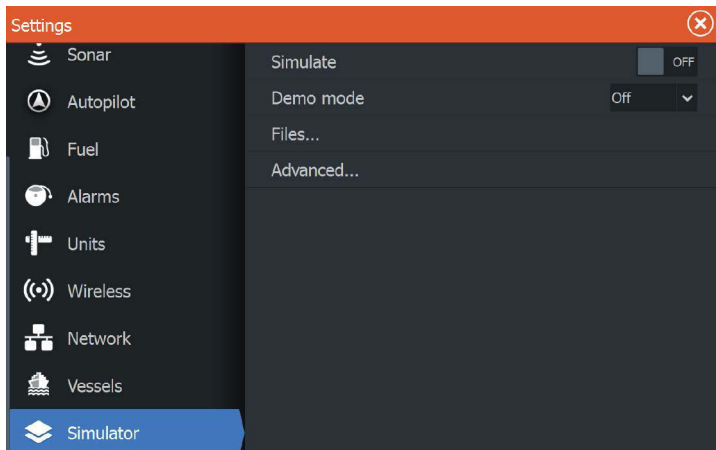 Settings
Sonar
Autopilot
Fuel
Alarms
Units
Wireless
Network
Vessels
Simulator
Simulate OFF
Demo mode Off
Files...
Advanced...